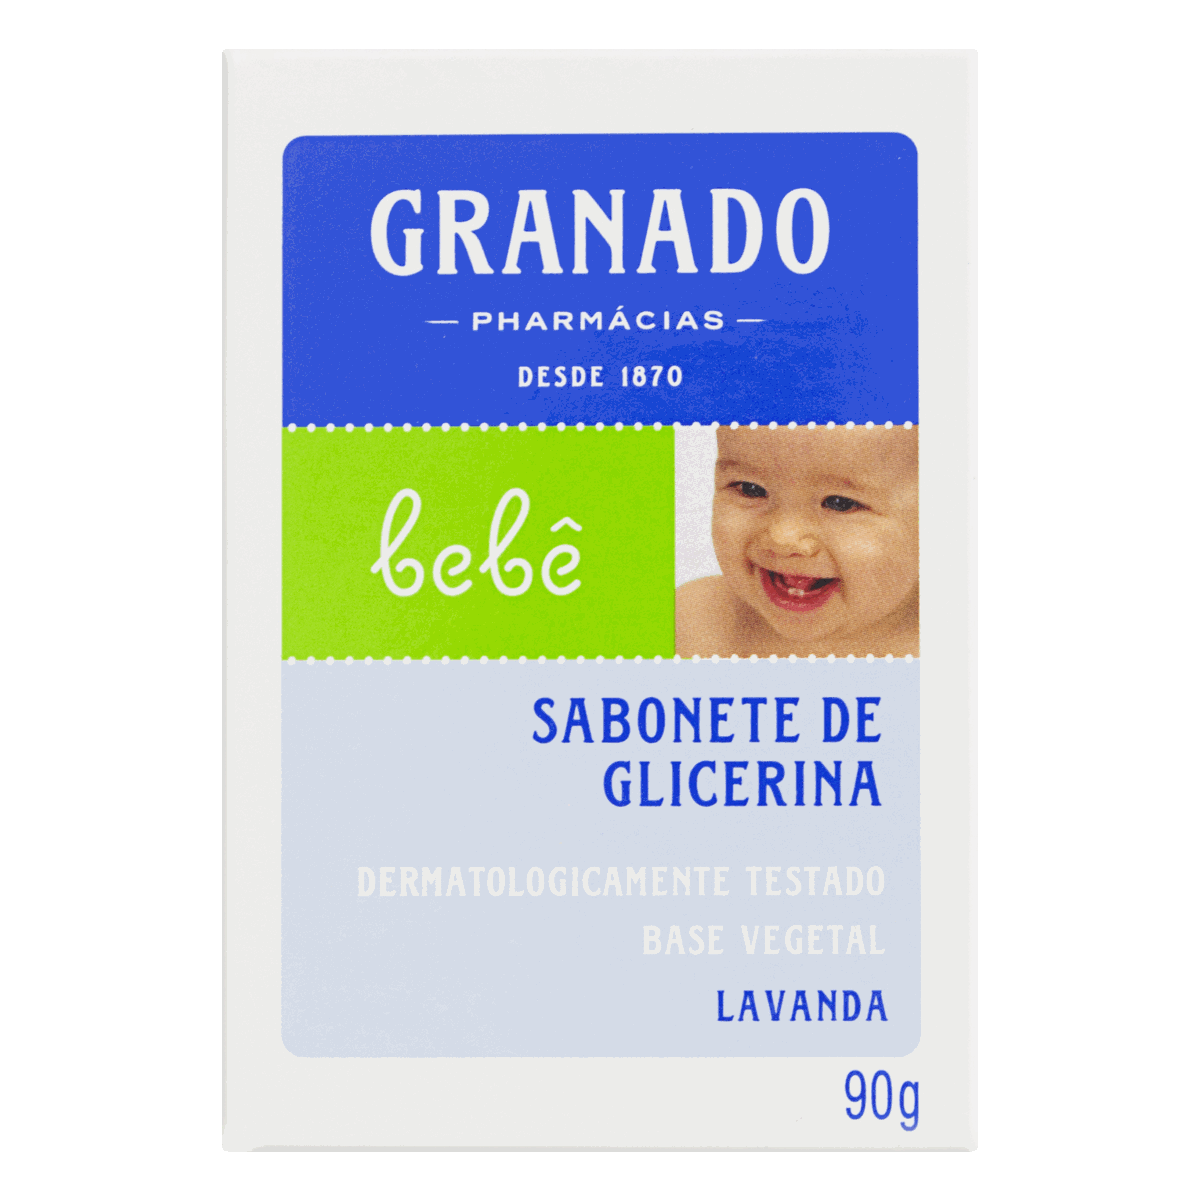 GRANADO
PHARMÁCIAS
DESDE 1870
bebê
SABONETE DE
GLICERINA
DERMATOLOGICAMENTE TESTADO
BASE VEGETAL
LAVANDA
90g